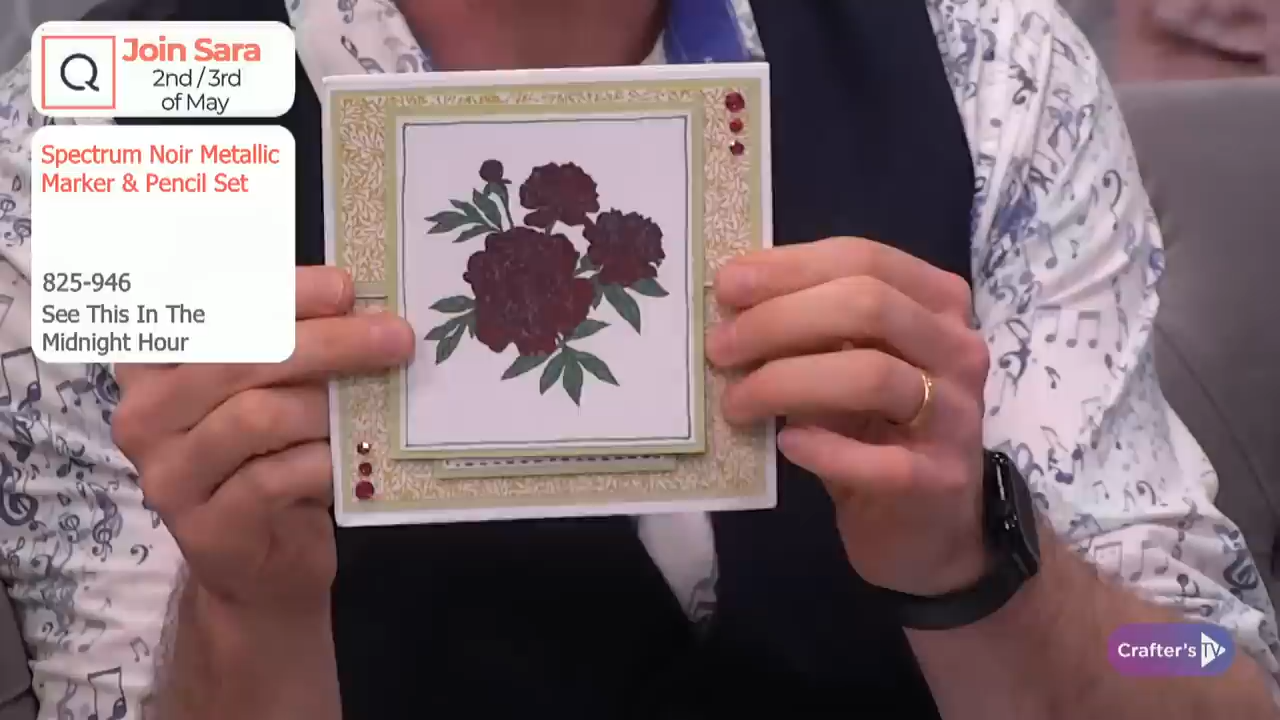 Q
Join Sara
2nd / 3rd
of May
Spectrum Noir Metallic
Marker & Pencil Set
825-946
See This In The
Midnight Hour
Crafter's TV